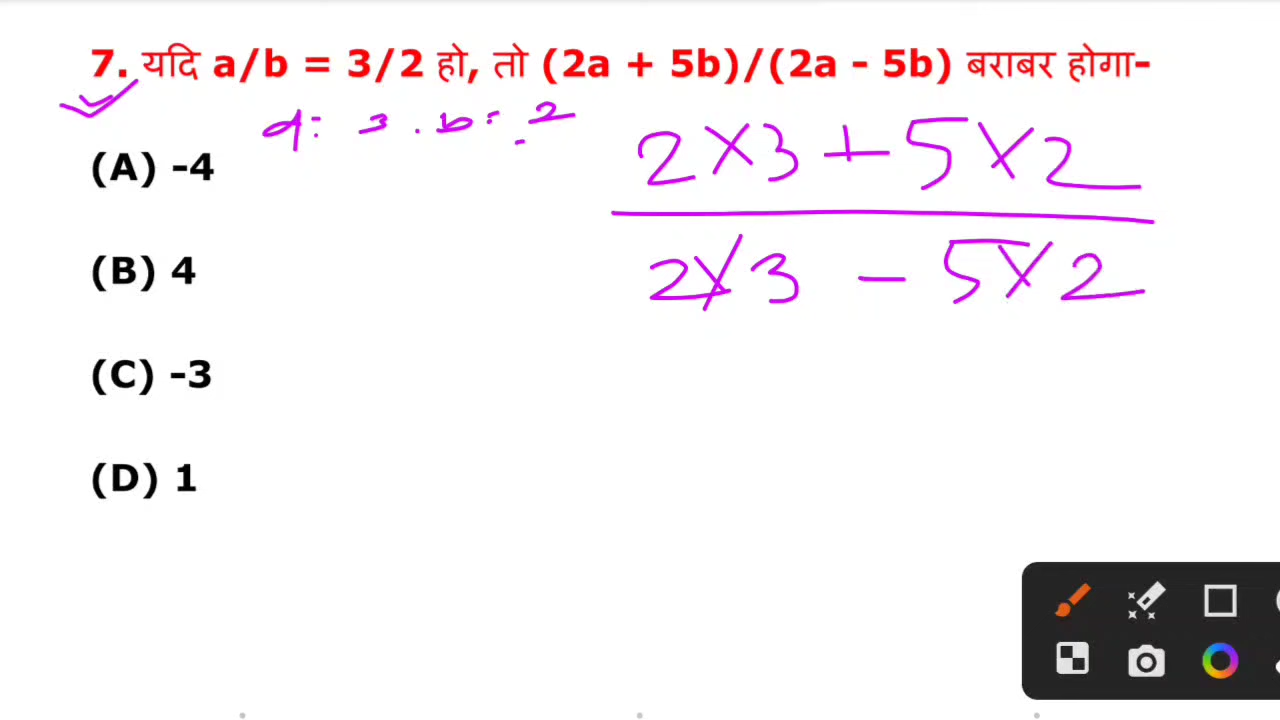 7. यदि a/b = 3/2 हो, तो (2a + 5b)/(2a - 5b) बराबर होगा-
a = 3 . b = 2
(A) -4
2×3 + 5×2
2×3 - 5×2
(B) 4
(C) -3
(D) 1